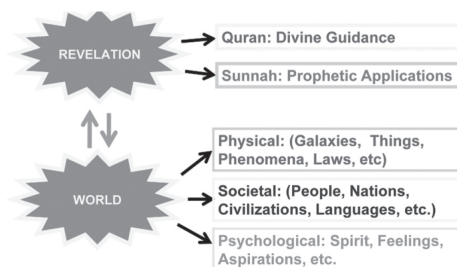 REVELATION
Quran: Divine Guidance
Sunnah: Prophetic Applications
WORLD
Physical: (Galaxies, Things,
Phenomena, Laws, etc)
Societal: (People, Nations,
Civilizations, Languages, etc.)
Psychological: Spirit, Feelings,
Aspirations, etc.